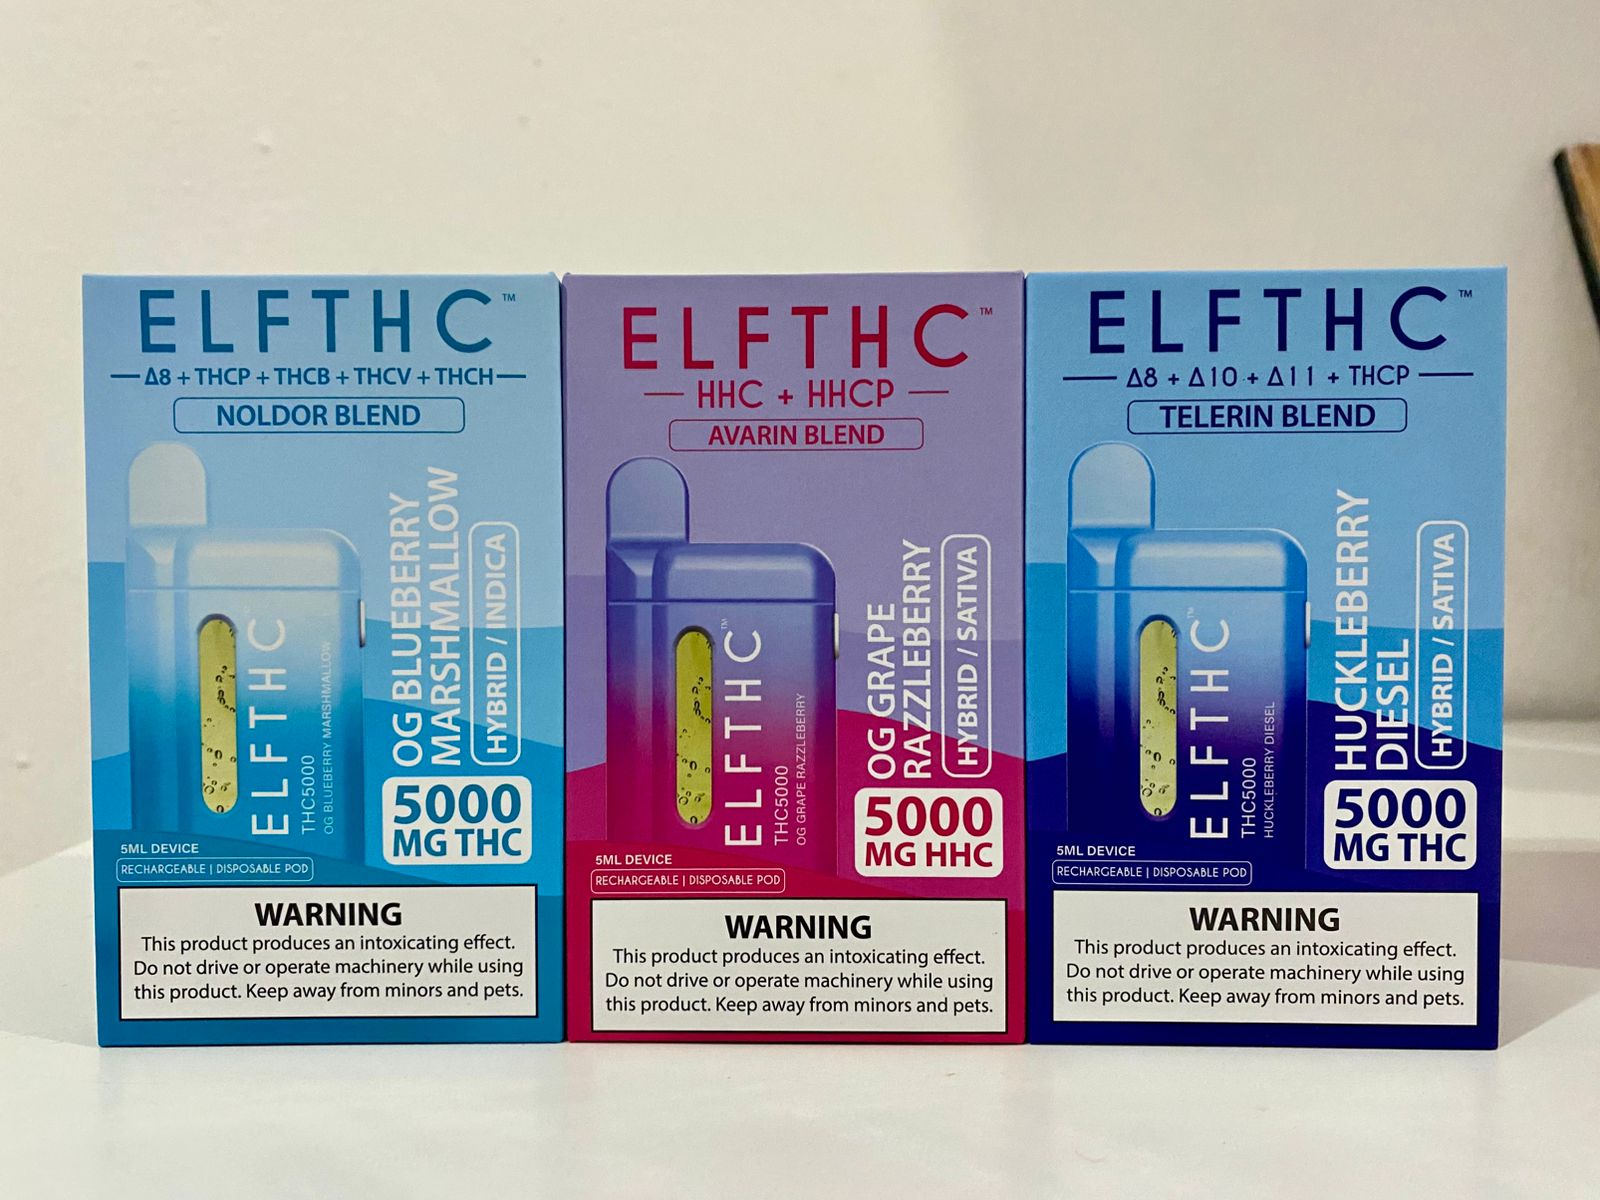 ELFTHC™
Δ8 + THCP + THCB + THCV + THCH
NOLDOR BLEND
OG BLUEBERRY
MARSHMALLOW
HYBRID / INDICA
ELFTHC
THC5000
OG BLUEBERRY MARSHMALLOW
5000
MG THC
5ML DEVICE
RECHARGEABLE | DISPOSABLE POD
WARNING
This product produces an intoxicating effect.
Do not drive or operate machinery while using
this product. Keep away from minors and pets.
ELFTHC™
HHC + HHCP
AVARIN BLEND
OG GRAPE
RAZZLEBERRY
HYBRID / SATIVA
ELFTHC™
THC5000
OG GRAPE RAZZLEBERRY
5000
MG HHC
5ML DEVICE
RECHARGEABLE | DISPOSABLE POD
WARNING
This product produces an intoxicating effect.
Do not drive or operate machinery while using
this product. Keep away from minors and pets.
ELFTHC™
Δ8 + Δ10 + Δ11 + THCP
TELERIN BLEND
HUCKLEBERRY
DIESEL
HYBRID / SATIVA
ELFTHC™
THC5000
HUCKLEBERRY DIESEL
5000
MG THC
5ML DEVICE
RECHARGEABLE | DISPOSABLE POD
WARNING
This product produces an intoxicating effect.
Do not drive or operate machinery while using
this product. Keep away from minors and pets.